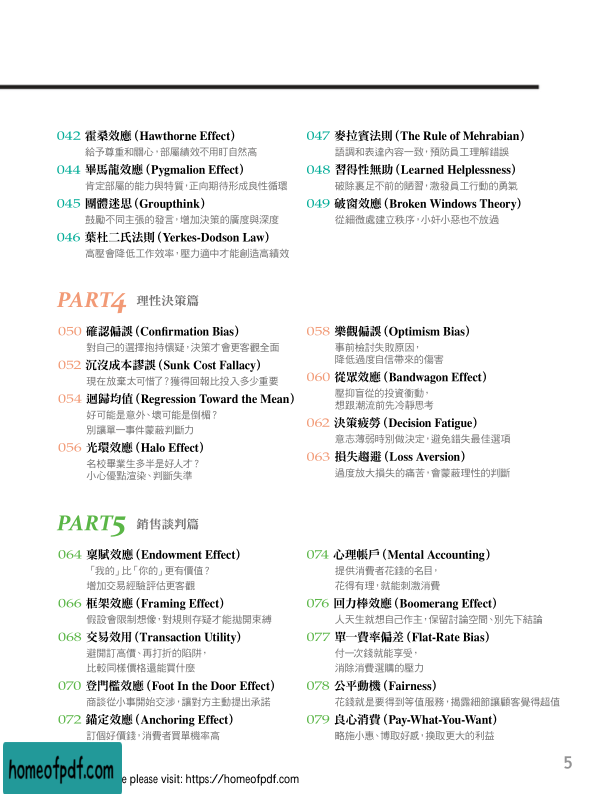 042 霍桑效應(Hawthorne Effect)
給予尊重和關心,部屬績效不用盯自然高
044 畢馬龍效應(Pygmalion Effect)
肯定部屬的能力與特質,正向期待形成良性循環
045 團體迷思(Groupthink)
鼓勵不同主張的發言,增加決策的廣度與深度
046 葉杜二氏法則(Yerkes-Dodson Law)
高壓會降低工作效率,壓力適中才能創造高績效
047 麥拉賓法則(The Rule of Mehrabian)
語調和表達內容一致,預防員工理解錯誤
048 習得性無助(Learned Helplessness)
破除裹足不前的陋習,激發員工行動的勇氣
049 破窗效應(Broken Windows Theory)
從細微處建立秩序,小奸小惡也不放過
PART4 理性決策篇
050 確認偏誤(Confirmation Bias)
對自己的選擇抱持懷疑,決策才會更客觀全面
052 沉沒成本謬誤(Sunk Cost Fallacy)
現在放棄太可惜了?獲得回報比投入多少重要
054 迴歸均值(Regression Toward the Mean)
好可能是意外、壞可能是倒楣?
別讓單一事件蒙蔽判斷力
056 光環效應(Halo Effect)
名校畢業生多半是好人才?
小心優點渲染、判斷失準
058 樂觀偏誤(Optimism Bias)
事前檢討失敗原因,
降低過度自信帶來的傷害
060 從眾效應(Bandwagon Effect)
壓抑盲從的投資衝動,
想跟潮流前先冷靜思考
062 決策疲勞(Decision Fatigue)
意志薄弱時別做決定,避免錯失最佳選項
063 損失趨避(Loss Aversion)
過度放大損失的痛苦,會蒙蔽理性的判斷
PART5 銷售談判篇
064 稟賦效應(Endowment Effect)
「我的」比「你的」更有價值?
增加交易經驗評估更客觀
066 框架效應(Framing Effect)
假設會限制想像,對規則存疑才能拋開束縛
068 交易效用(Transaction Utility)
避開訂高價、再打折的陷阱,
比較同樣價格還能買什麼
070 登門檻效應(Foot In the Door Effect)
商談從小事開始交涉,讓對方主動提出承諾
072 錨定效應(Anchoring Effect)
訂個好價錢,消費者買單機率高
074 心理帳戶(Mental Accounting)
提供消費者花錢的名目,
花得有理,就能刺激消費
076 回力棒效應(Boomerang Effect)
人天生就想自己作主,保留討論空間、別先下結論
077 單一費率偏差(Flat-Rate Bias)
付一次錢就能享受,
消除消費選購的壓力
078 公平動機(Fairness)
花錢就是要得到等值服務,揭露細節讓顧客覺得超值
079 良心消費(Pay-What-You-Want)
略施小惠、博取好感,換取更大的利益
5
homeofpdf.com
please visit: https://homeofpdf.com